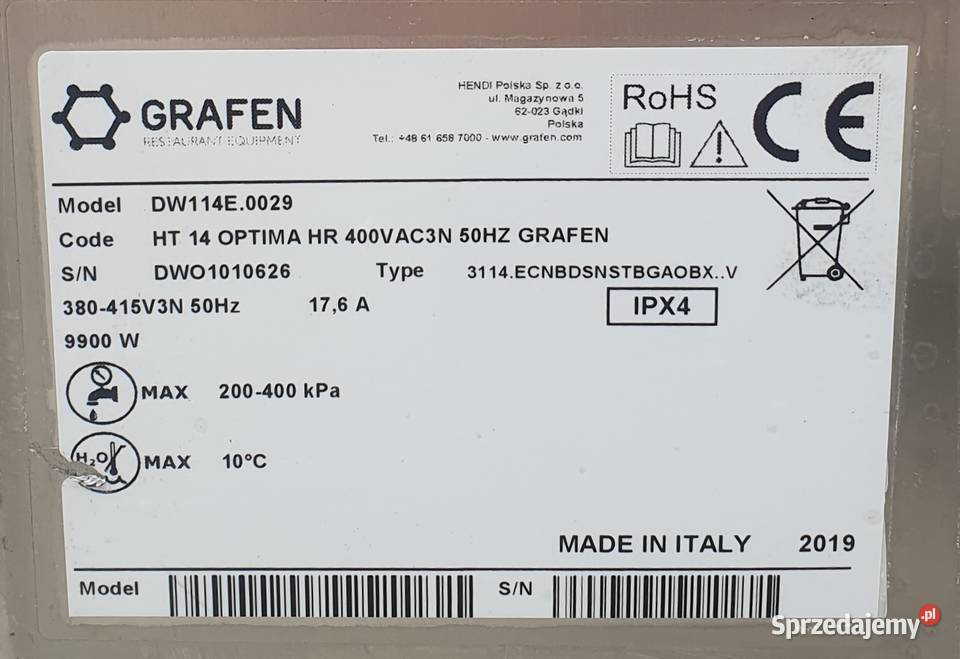 GRAFEN
RESTAURANT EQUIPMENT
HENDI Polska Sp. z o.o.
ul. Magazynowa 5
62-023 Gądki
Polska
Tel.: +48 61 658 7000 - www.grafen.com
RoHS
CE
Model DW114E.0029
Code HT 14 OPTIMA HR 400VAC3N 50HZ GRAFEN
S/N DWO1010626 Type 3114.ECNBDSNSTBGAOBX..V
380-415V3N 50Hz 17,6 A
IPX4
9900 W
MAX 200-400 kPa
H2O MAX 10°C
MADE IN ITALY 2019
Model S/N
Sprzedajemy.pl